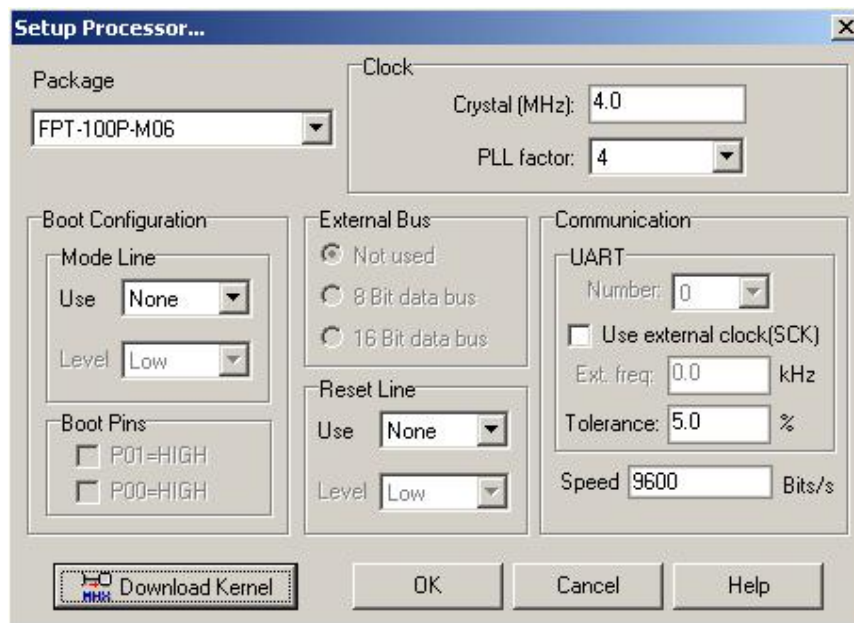 Setup Processor...
Package
FPT-100P-M06
Clock
Crystal (MHz): 4.0
PLL factor: 4
Boot Configuration
Mode Line
Use None
Level Low
Boot Pins
P01=HIGH
P00=HIGH
External Bus
Not used
8 Bit data bus
16 Bit data bus
Reset Line
Use None
Level Low
Communication
UART
Number: 0
Use external clock(SCK)
Ext. freq: 0.0 kHz
Tolerance: 5.0 %
Speed 9600 Bits/s
MHX Download Kernel
OK
Cancel
Help